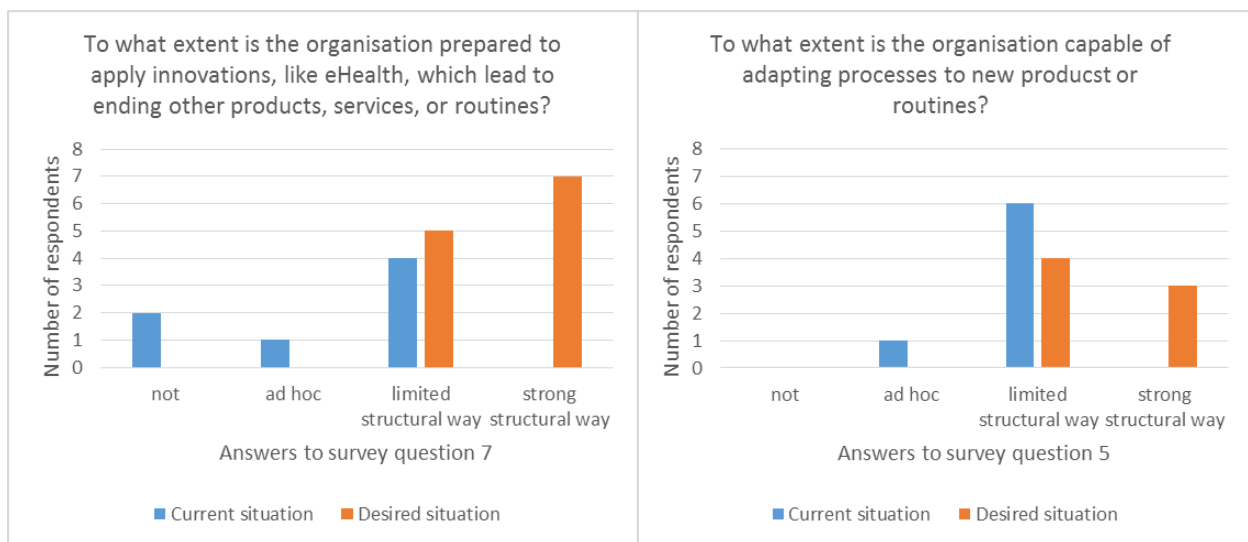 To what extent is the organisation prepared to
apply innovations, like eHealth, which lead to
ending other products, services, or routines?
Number of respondents
8
7
6
5
4
3
2
1
0
not
ad hoc
limited
structural way
strong
structural way
Answers to survey question 7
Current situation
Desired situation
To what extent is the organisation capable of
adapting processes to new producst or
routines?
Number of respondents
8
7
6
5
4
3
2
1
0
not
ad hoc
limited
structural way
strong
structural way
Answers to survey question 5
Current situation
Desired situation